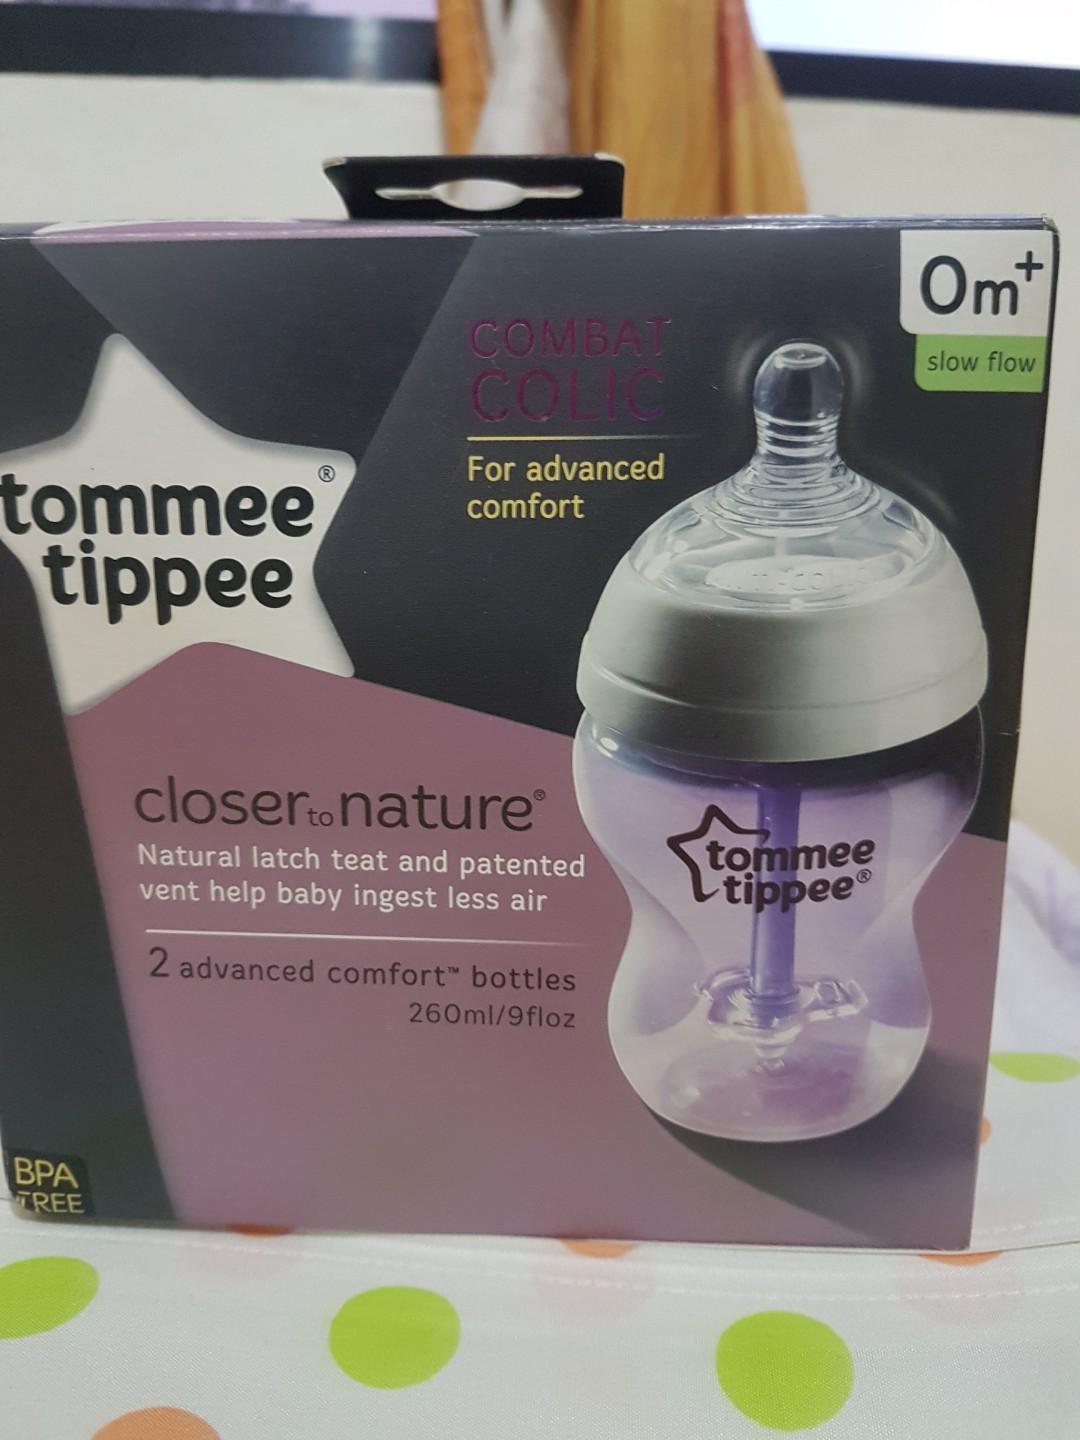 0m+
slow flow
COMBAT
COLIC
For advanced
comfort
tommee®
tippee
closer to nature®
Natural latch teat and patented
vent help baby ingest less air
2 advanced comfort™ bottles
260ml/9floz
tommee
tippee®
BPA
FREE